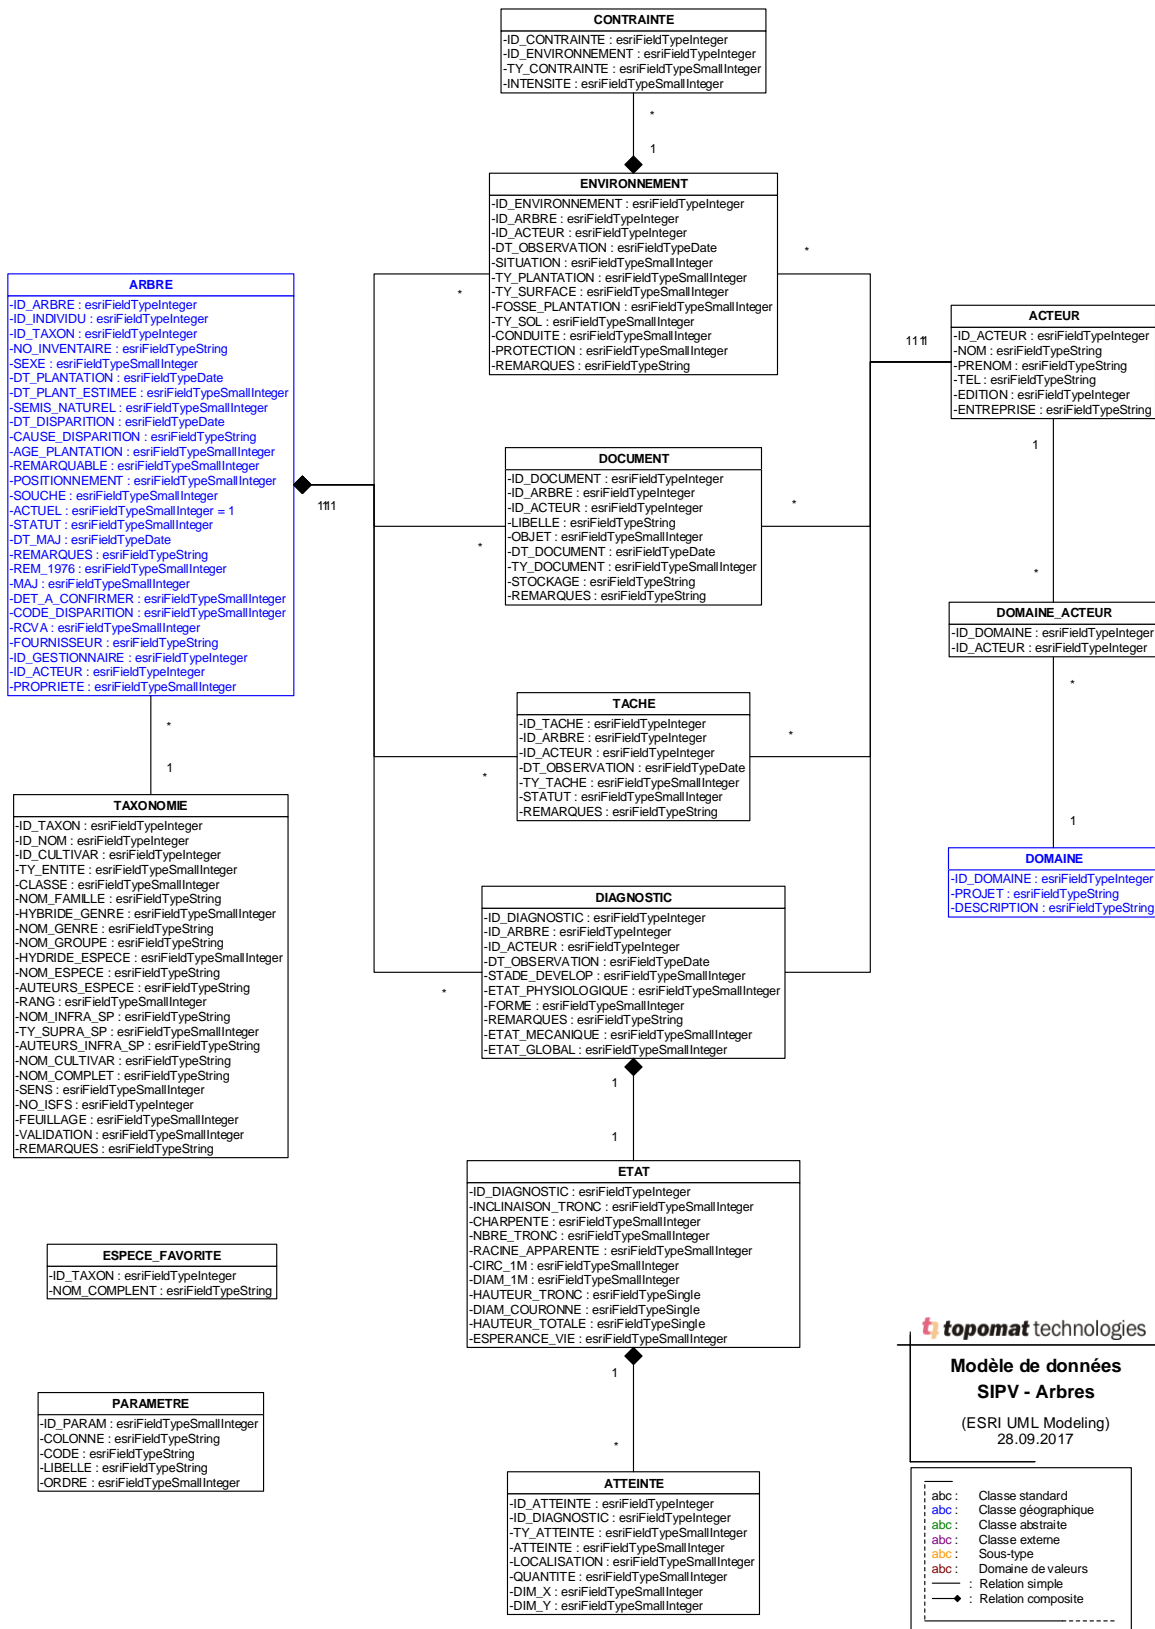 CONTRAINTE
-ID_CONTRAINTE : esriFieldTypeInteger
-ID_ENVIRONNEMENT : esriFieldTypeInteger
-TY_CONTRAINTE : esriFieldTypeSmallInteger
-INTENSITE : esriFieldTypeSmallInteger
*
1
ENVIRONNEMENT
-ID_ENVIRONNEMENT : esriFieldTypeInteger
-ID_ARBRE : esriFieldTypeInteger
-ID_ACTEUR : esriFieldTypeInteger
-DT_OBSERVATION : esriFieldTypeDate
-SITUATION : esriFieldTypeSmallInteger
-TY_PLANTATION : esriFieldTypeSmallInteger
-TY_SURFACE : esriFieldTypeSmallInteger
-FOSSE_PLANTATION : esriFieldTypeSmallInteger
-TY_SOL : esriFieldTypeSmallInteger
-CONDUITE : esriFieldTypeSmallInteger
-PROTECTION : esriFieldTypeSmallInteger
-REMARQUES : esriFieldTypeString
*
*
ARBRE
-ID_ARBRE : esriFieldTypeInteger
-ID_INDIVIDU : esriFieldTypeInteger
-ID_TAXON : esriFieldTypeInteger
-NO_INVENTAIRE : esriFieldTypeString
-SEXE : esriFieldTypeSmallInteger
-DT_PLANTATION : esriFieldTypeDate
-DT_PLANT_ESTIMEE : esriFieldTypeSmallInteger
-SEMIS_NATUREL : esriFieldTypeSmallInteger
-DT_DISPARITION : esriFieldTypeDate
-CAUSE_DISPARITION : esriFieldTypeString
-AGE_PLANTATION : esriFieldTypeSmallInteger
-REMARQUABLE : esriFieldTypeSmallInteger
-POSITIONNEMENT : esriFieldTypeSmallInteger
-SOUCHE : esriFieldTypeSmallInteger
-ACTUEL : esriFieldTypeSmallInteger = 1
-STATUT : esriFieldTypeSmallInteger
-DT_MAJ : esriFieldTypeDate
-REMARQUES : esriFieldTypeString
-REM_1976 : esriFieldTypeSmallInteger
-MAJ : esriFieldTypeSmallInteger
-DET_A_CONFIRMER : esriFieldTypeSmallInteger
-CODE_DISPARITION : esriFieldTypeSmallInteger
-RCVA : esriFieldTypeSmallInteger
-FOURNISSEUR : esriFieldTypeString
-ID_GESTIONNAIRE : esriFieldTypeInteger
-ID_ACTEUR : esriFieldTypeInteger
-PROPRIETE : esriFieldTypeSmallInteger
1111
*
1
ACTEUR
-ID_ACTEUR : esriFieldTypeInteger
-NOM : esriFieldTypeString
-PRENOM : esriFieldTypeString
-TEL : esriFieldTypeString
-EDITION : esriFieldTypeInteger
-ENTREPRISE : esriFieldTypeString
1111
1
*
DOCUMENT
-ID_DOCUMENT : esriFieldTypeInteger
-ID_ARBRE : esriFieldTypeInteger
-ID_ACTEUR : esriFieldTypeInteger
-LIBELLE : esriFieldTypeString
-OBJET : esriFieldTypeSmallInteger
-DT_DOCUMENT : esriFieldTypeDate
-TY_DOCUMENT : esriFieldTypeSmallInteger
-STOCKAGE : esriFieldTypeString
-REMARQUES : esriFieldTypeString
*
*
DOMAINE_ACTEUR
-ID_DOMAINE : esriFieldTypeInteger
-ID_ACTEUR : esriFieldTypeInteger
*
1
TACHE
-ID_TACHE : esriFieldTypeInteger
-ID_ARBRE : esriFieldTypeInteger
-ID_ACTEUR : esriFieldTypeInteger
-DT_OBSERVATION : esriFieldTypeDate
-TY_TACHE : esriFieldTypeSmallInteger
-STATUT : esriFieldTypeSmallInteger
-REMARQUES : esriFieldTypeString
*
*
TAXONOMIE
-ID_TAXON : esriFieldTypeInteger
-ID_NOM : esriFieldTypeInteger
-ID_CULTIVAR : esriFieldTypeInteger
-TY_ENTITE : esriFieldTypeSmallInteger
-CLASSE : esriFieldTypeSmallInteger
-NOM_FAMILLE : esriFieldTypeString
-HYBRIDE_GENRE : esriFieldTypeSmallInteger
-NOM_GENRE : esriFieldTypeString
-NOM_GROUPE : esriFieldTypeString
-HYDRIDE_ESPECE : esriFieldTypeSmallInteger
-NOM_ESPECE : esriFieldTypeString
-AUTEURS_ESPECE : esriFieldTypeString
-RANG : esriFieldTypeSmallInteger
-NOM_INFRA_SP : esriFieldTypeString
-TY_SUPRA_SP : esriFieldTypeSmallInteger
-AUTEURS_INFRA_SP : esriFieldTypeString
-NOM_CULTIVAR : esriFieldTypeString
-NOM_COMPLET : esriFieldTypeString
-SENS : esriFieldTypeSmallInteger
-NO_ISFS : esriFieldTypeInteger
-FEUILLAGE : esriFieldTypeSmallInteger
-VALIDATION : esriFieldTypeSmallInteger
-REMARQUES : esriFieldTypeString
DOMAINE
-ID_DOMAINE : esriFieldTypeInteger
-PROJET : esriFieldTypeString
-DESCRIPTION : esriFieldTypeString
DIAGNOSTIC
-ID_DIAGNOSTIC : esriFieldTypeInteger
-ID_ARBRE : esriFieldTypeInteger
-ID_ACTEUR : esriFieldTypeInteger
-DT_OBSERVATION : esriFieldTypeDate
-STADE_DEVELOP : esriFieldTypeSmallInteger
-ETAT_PHYSIOLOGIQUE : esriFieldTypeSmallInteger
-FORME : esriFieldTypeSmallInteger
-REMARQUES : esriFieldTypeString
-ETAT_MECANIQUE : esriFieldTypeSmallInteger
-ETAT_GLOBAL : esriFieldTypeSmallInteger
*
*
1
1
ETAT
-ID_DIAGNOSTIC : esriFieldTypeInteger
-INCLINAISON_TRONC : esriFieldTypeSmallInteger
-CHARPENTE : esriFieldTypeSmallInteger
-NBRE_TRONC : esriFieldTypeSmallInteger
-RACINE_APPARENTE : esriFieldTypeSmallInteger
-CIRC_1M : esriFieldTypeSmallInteger
-DIAM_1M : esriFieldTypeSmallInteger
-HAUTEUR_TRONC : esriFieldTypeSingle
-DIAM_COURONNE : esriFieldTypeSingle
-HAUTEUR_TOTALE : esriFieldTypeSingle
-ESPERANCE_VIE : esriFieldTypeSmallInteger
1
*
ESPECE_FAVORITE
-ID_TAXON : esriFieldTypeInteger
-NOM_COMPLENT : esriFieldTypeString
PARAMETRE
-ID_PARAM : esriFieldTypeSmallInteger
-COLONNE : esriFieldTypeString
-CODE : esriFieldTypeString
-LIBELLE : esriFieldTypeString
-ORDRE : esriFieldTypeSmallInteger
ATTEINTE
-ID_ATTEINTE : esriFieldTypeInteger
-ID_DIAGNOSTIC : esriFieldTypeInteger
-TY_ATTEINTE : esriFieldTypeSmallInteger
-ATTEINTE : esriFieldTypeSmallInteger
-LOCALISATION : esriFieldTypeSmallInteger
-QUANTITE : esriFieldTypeSmallInteger
-DIM_X : esriFieldTypeSmallInteger
-DIM_Y : esriFieldTypeSmallInteger
topomat technologies
Modèle de données
SIPV - Arbres
(ESRI UML Modeling)
28.09.2017
abc : Classe standard
abc : Classe géographique
abc : Classe abstraite
abc : Classe externe
abc : Sous-type
abc : Domaine de valeurs
: Relation simple
: Relation composite